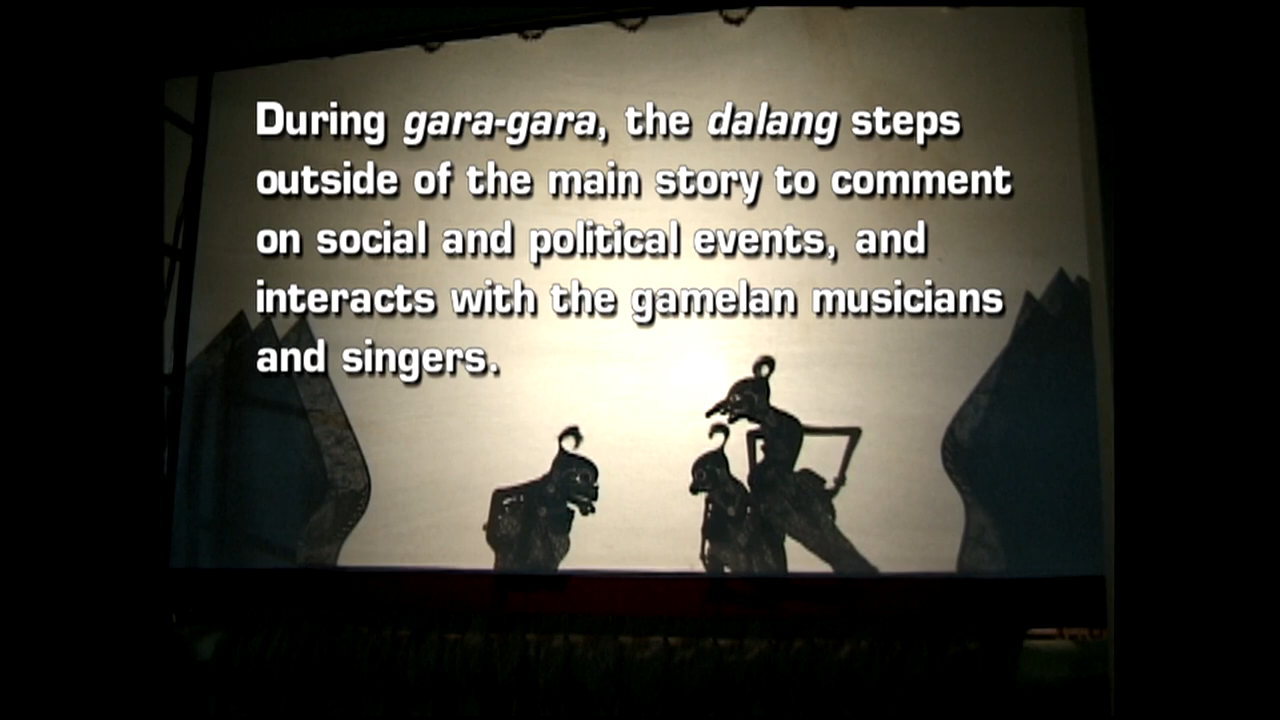 During gara-gara, the dalang steps
outside of the main story to comment
on social and political events, and
interacts with the gamelan musicians
and singers.